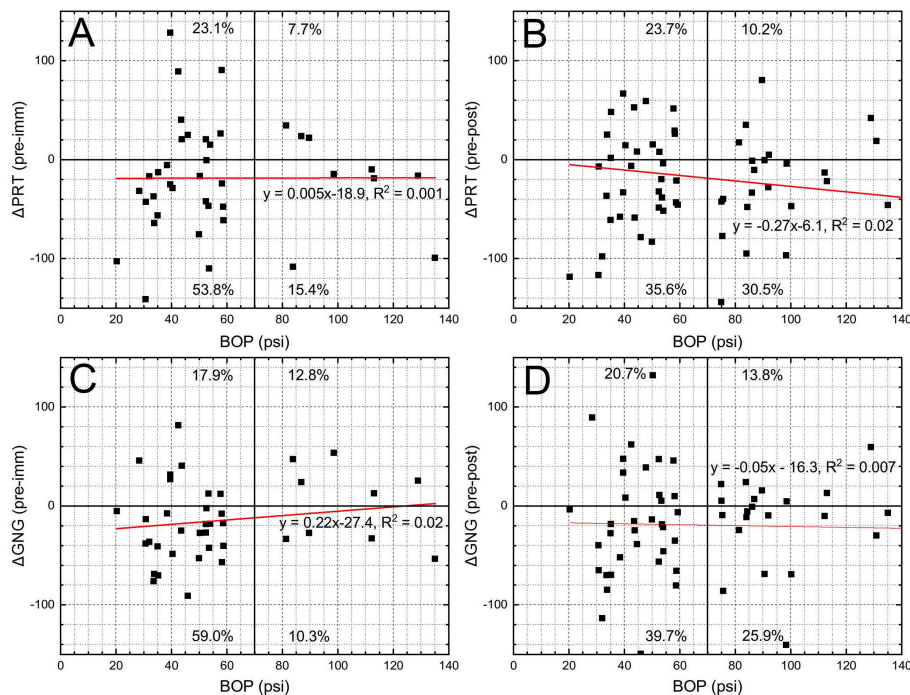 A
23.1%
7.7%
100
0
-100
ΔPRT (pre-imm)
y = 0.005x-18.9, R² = 0.001
53.8%
15.4%
0 20 40 60 80 100 120 140
BOP (psi)
B
23.7%
10.2%
100
0
-100
ΔPRT (pre-post)
y = -0.27x-6.1, R² = 0.02
35.6%
30.5%
0 20 40 60 80 100 120 140
BOP (psi)
C
17.9%
12.8%
100
0
-100
ΔGNG (pre-imm)
y = 0.22x-27.4, R² = 0.02
59.0%
10.3%
0 20 40 60 80 100 120 140
BOP (psi)
D
20.7%
13.8%
100
0
-100
ΔGNG (pre-post)
y = -0.05x - 16.3, R² = 0.007
39.7%
25.9%
0 20 40 60 80 100 120 140
BOP (psi)